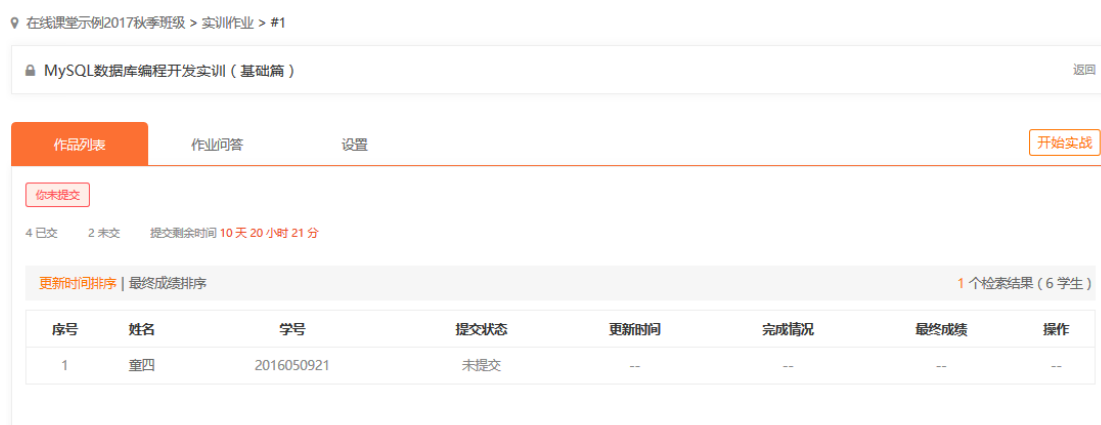 在线课堂示例2017秋季班级 > 实训作业 > #1
MySQL数据库编程开发实训（基础篇） 返回
作品列表 作业问答 设置 开始实战
你未提交
4 已交 2 未交 提交剩余时间 10 天 20 小时 21 分
更新时间排序 | 最终成绩排序 1 个检索结果（6 学生）
序号 姓名 学号 提交状态 更新时间 完成情况 最终成绩 操作
1 童四 2016050921 未提交 -- -- -- --